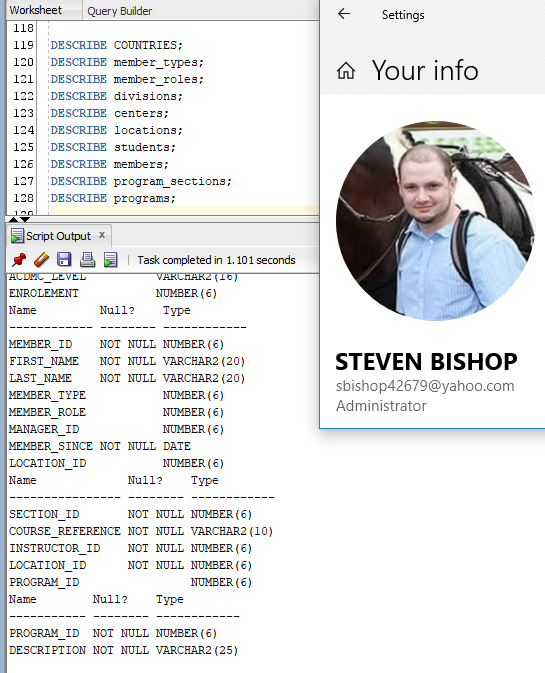 Worksheet Query Builder
118
119 DESCRIBE COUNTRIES;
120 DESCRIBE member_types;
121 DESCRIBE member_roles;
122 DESCRIBE divisions;
123 DESCRIBE centers;
124 DESCRIBE locations;
125 DESCRIBE students;
126 DESCRIBE members;
127 DESCRIBE program_sections;
128 DESCRIBE programs;
129
Script Output x
Task completed in 1.101 seconds
ACDMC_LEVEL VARCHAR2(16)
ENROLEMENT NUMBER(6)
Name Null? Type
------------ -------- ------------
MEMBER_ID NOT NULL NUMBER(6)
FIRST_NAME NOT NULL VARCHAR2(20)
LAST_NAME NOT NULL VARCHAR2(20)
MEMBER_TYPE NUMBER(6)
MEMBER_ROLE NUMBER(6)
MANAGER_ID NUMBER(6)
MEMBER_SINCE NOT NULL DATE
LOCATION_ID NUMBER(6)
Name Null? Type
---------------- -------- ------------
SECTION_ID NOT NULL NUMBER(6)
COURSE_REFERENCE NOT NULL VARCHAR2(10)
INSTRUCTOR_ID NOT NULL NUMBER(6)
LOCATION_ID NOT NULL NUMBER(6)
PROGRAM_ID NUMBER(6)
Name Null? Type
----------- -------- ------------
PROGRAM_ID NOT NULL NUMBER(6)
DESCRIPTION NOT NULL VARCHAR2(25)
Settings
Your info
STEVEN BISHOP
sbishop42679@yahoo.com
Administrator